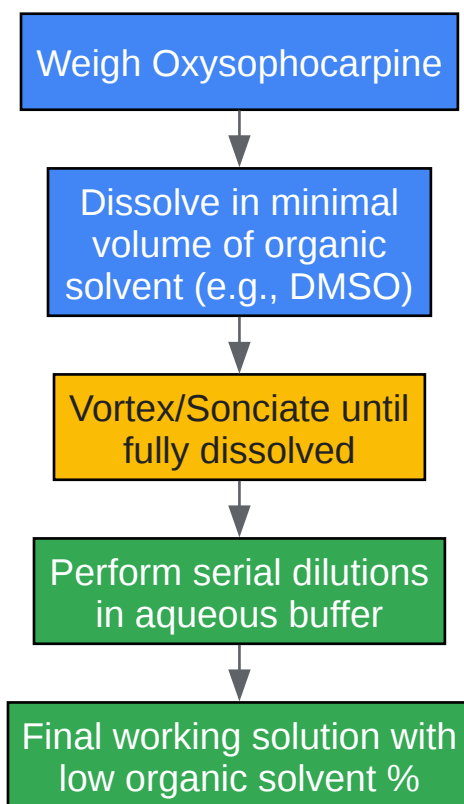 Weigh Oxysophocarpine
Dissolve in minimal
volume of organic
solvent (e.g., DMSO)
Vortex/Sonciate until
fully dissolved
Perform serial dilutions
in aqueous buffer
Final working solution with
low organic solvent %